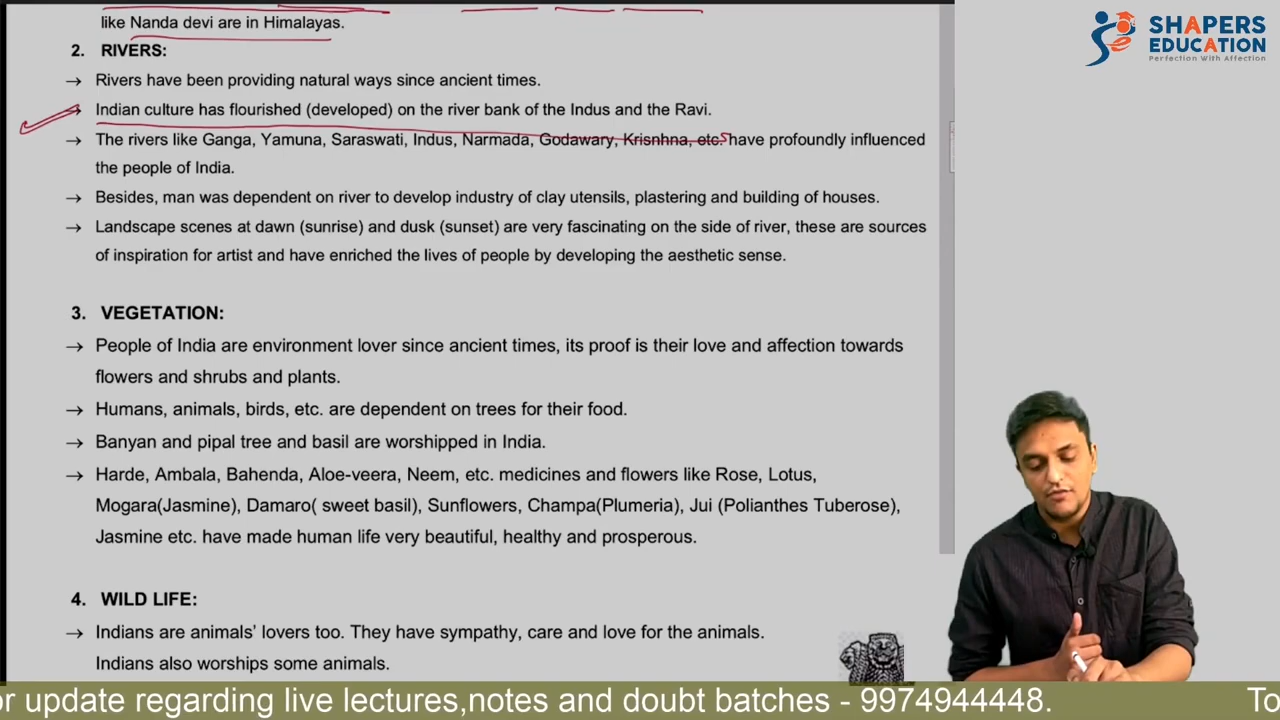 like Nanda devi are in Himalayas.
SHAPERS
EDUCATION
Perfection With Affection
2. RIVERS:
→ Rivers have been providing natural ways since ancient times.
→ Indian culture has flourished (developed) on the river bank of the Indus and the Ravi.
→ The rivers like Ganga, Yamuna, Saraswati, Indus, Narmada, Godawary, Krisnhna, etc. have profoundly influenced
the people of India.
→ Besides, man was dependent on river to develop industry of clay utensils, plastering and building of houses.
→ Landscape scenes at dawn (sunrise) and dusk (sunset) are very fascinating on the side of river, these are sources
of inspiration for artist and have enriched the lives of people by developing the aesthetic sense.
3. VEGETATION:
→ People of India are environment lover since ancient times, its proof is their love and affection towards
flowers and shrubs and plants.
→ Humans, animals, birds, etc. are dependent on trees for their food.
→ Banyan and pipal tree and basil are worshipped in India.
→ Harde, Ambala, Bahenda, Aloe-veera, Neem, etc. medicines and flowers like Rose, Lotus,
Mogara(Jasmine), Damaro( sweet basil), Sunflowers, Champa(Plumeria), Jui (Polianthes Tuberose),
Jasmine etc. have made human life very beautiful, healthy and prosperous.
4. WILD LIFE:
→ Indians are animals' lovers too. They have sympathy, care and love for the animals.
Indians also worships some animals.
or update regarding live lectures,notes and doubt batches - 9974944448. To